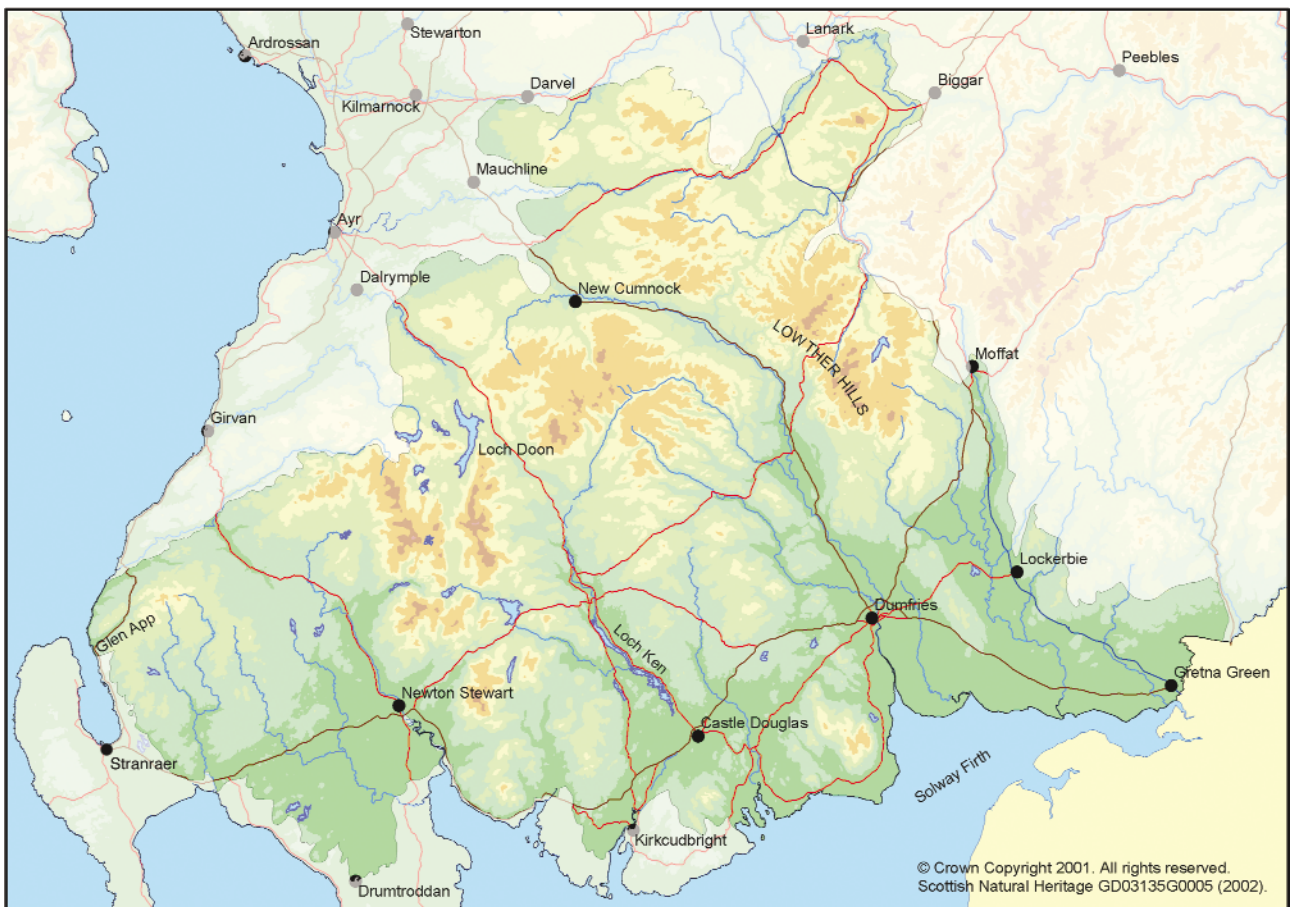 Stewarton
Lanark
Ardrossan
Peebles
Biggar
Darvel
Kilmarnock
Mauchline
Ayr
Dalrymple
New Cumnock
LOWTHER HILLS
Moffat
Girvan
Loch Doon
Lockerbie
Dumfries
Glen App
Loch Ken
Gretna Green
Newton Stewart
Castle Douglas
Stranraer
Solway Firth
Kirkcudbright
Drumtroddan
© Crown Copyright 2001. All rights reserved.
Scottish Natural Heritage GD03135G0005 (2002).